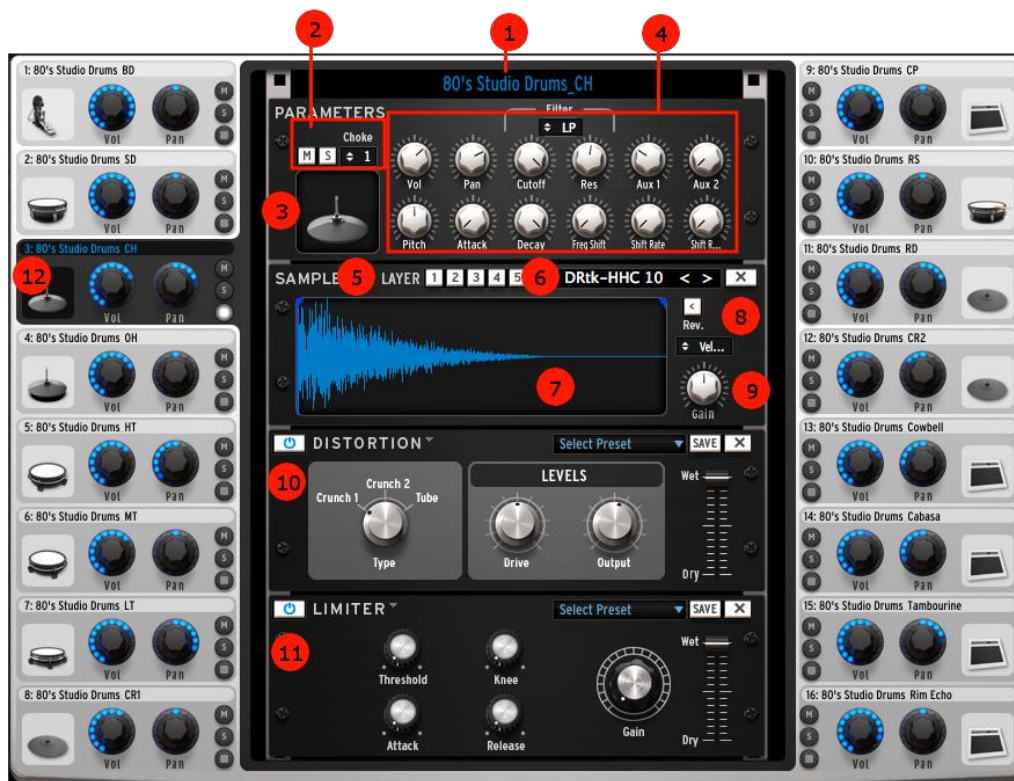 2
1
4
1: 80's Studio Drums BD
M
S
Vol
Pan
2: 80's Studio Drums SD
M
S
Vol
Pan
3: 80's Studio Drums CH
12
M
S
Vol
Pan
4: 80's Studio Drums OH
M
S
Vol
Pan
5: 80's Studio Drums HT
M
S
Vol
Pan
6: 80's Studio Drums MT
M
S
Vol
Pan
7: 80's Studio Drums LT
M
S
Vol
Pan
8: 80's Studio Drums CR1
M
S
Vol
Pan
80's Studio Drums_CH
PARAMETERS
Filter
LP
Choke
M S 1
3
Vol Pan Cutoff Res Aux 1 Aux 2
Pitch Attack Decay Freq Shift Shift Rate Shift R...
SAMPLE 5 LAYER 1 2 3 4 5 6 DRtk-HHC 10 < > X
<
Rev.
8
Vel...
7
9
Gain
DISTORTION Select Preset SAVE X
10
Crunch 1 Crunch 2 Tube
Type
LEVELS
Drive Output
Wet
Dry
LIMITER Select Preset SAVE X
11
Threshold Knee
Attack Release
Gain
Wet
Dry
9: 80's Studio Drums CP
M
S
Vol
Pan
10: 80's Studio Drums RS
M
S
Vol
Pan
11: 80's Studio Drums RD
M
S
Vol
Pan
12: 80's Studio Drums CR2
M
S
Vol
Pan
13: 80's Studio Drums Cowbell
M
S
Vol
Pan
14: 80's Studio Drums Cabasa
M
S
Vol
Pan
15: 80's Studio Drums Tambourine
M
S
Vol
Pan
16: 80's Studio Drums Rim Echo
M
S
Vol
Pan